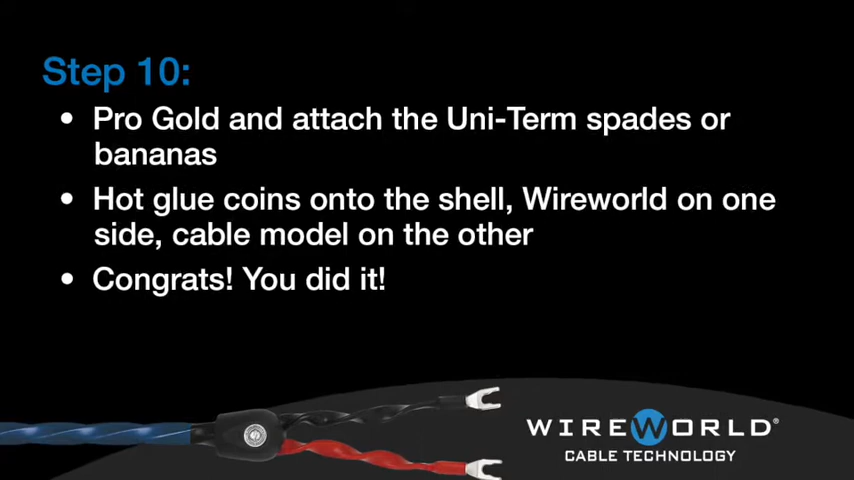 Step 10:
• Pro Gold and attach the Uni-Term spades or
bananas
• Hot glue coins onto the shell, Wireworld on one
side, cable model on the other
• Congrats! You did it!
WIREWORLD®
CABLE TECHNOLOGY